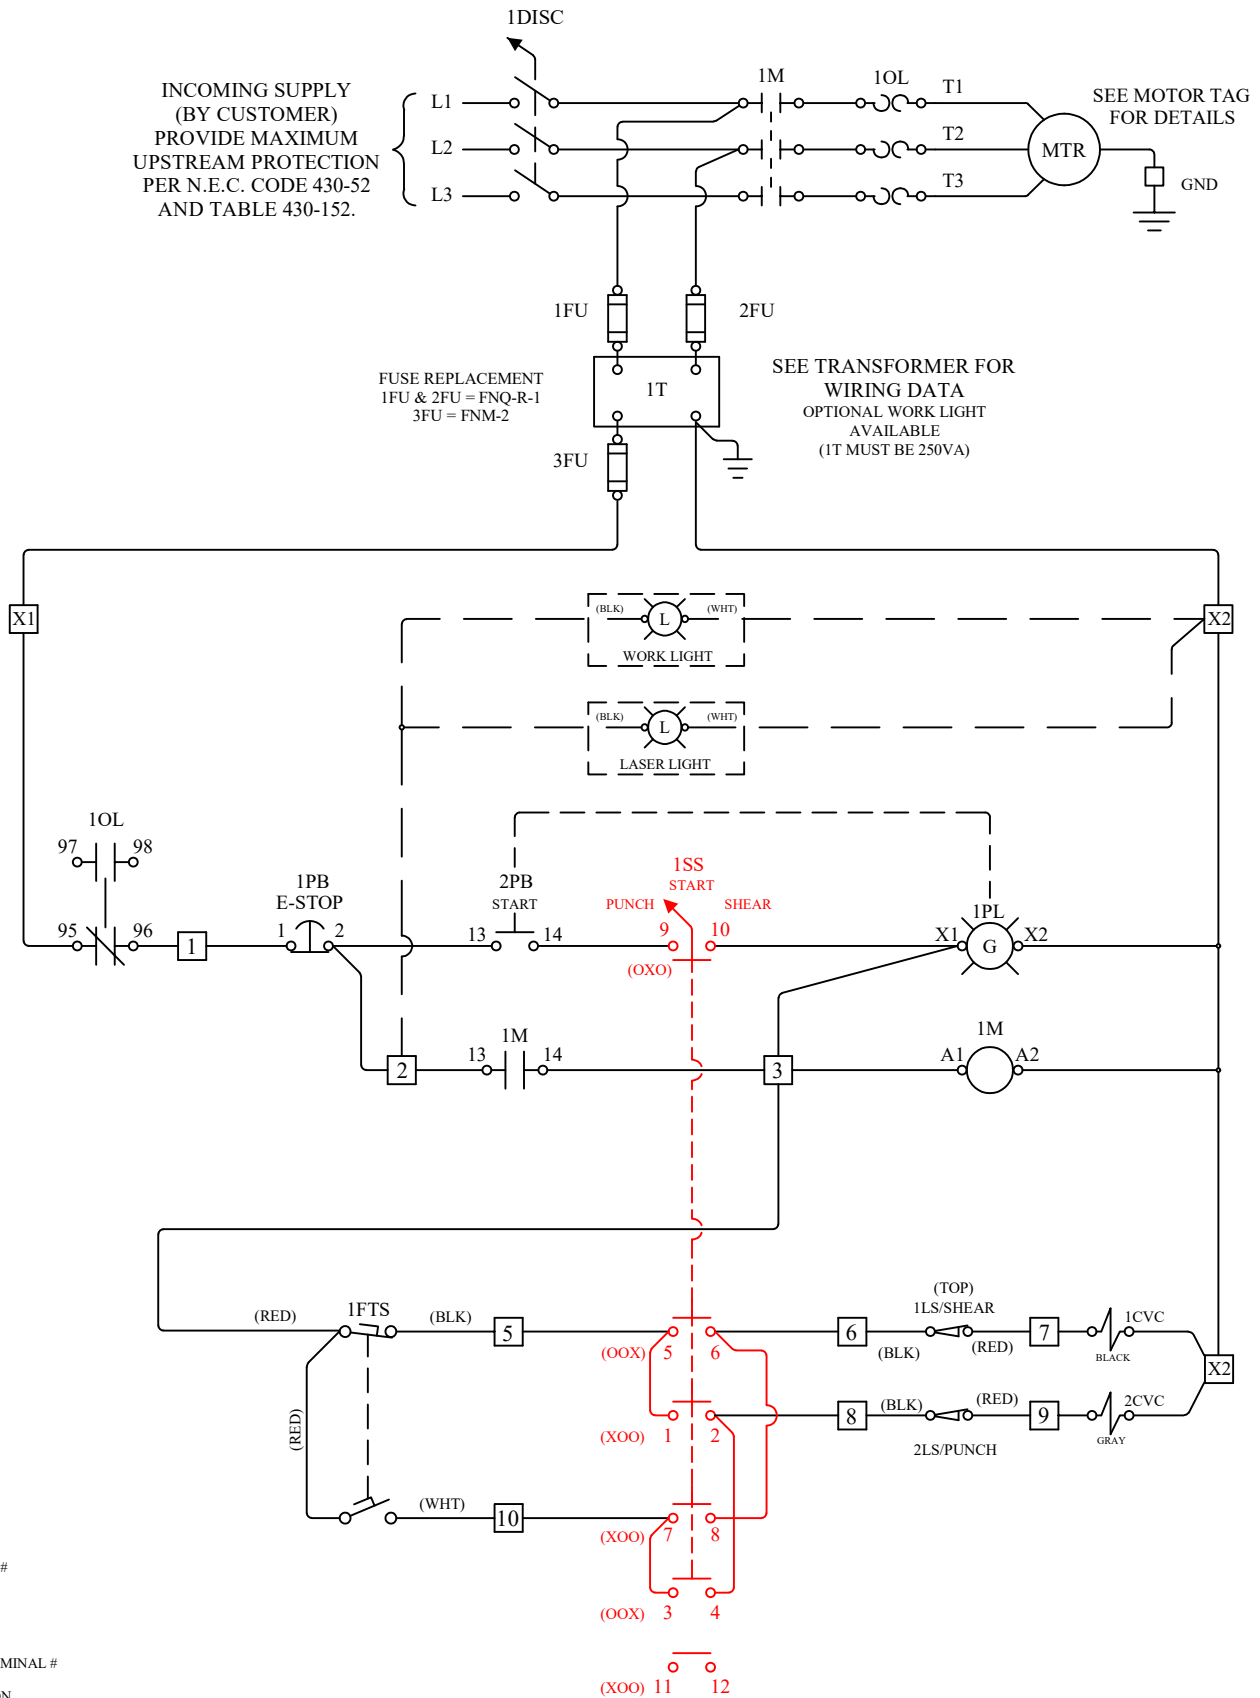 1DISC
INCOMING SUPPLY
(BY CUSTOMER)
PROVIDE MAXIMUM
UPSTREAM PROTECTION
PER N.E.C. CODE 430-52
AND TABLE 430-152.
L1
L2
L3
1M
1OL
T1
T2
T3
MTR
SEE MOTOR TAG
FOR DETAILS
GND
1FU
2FU
FUSE REPLACEMENT
1FU & 2FU = FNQ-R-1
3FU = FNM-2
1T
SEE TRANSFORMER FOR
WIRING DATA
OPTIONAL WORK LIGHT
AVAILABLE
(1T MUST BE 250VA)
3FU
X1
X2
(BLK)
L
(WHT)
WORK LIGHT
(BLK)
L
(WHT)
LASER LIGHT
1OL
97
98
95
96
1
1PB
E-STOP
1
2
2PB
START
13
14
1SS
START
PUNCH
SHEAR
9
10
(OXO)
1PL
X1
G
X2
2
1M
13
14
3
1M
A1
A2
(RED)
1FTS
(BLK)
5
(OOX)
5
6
6
(BLK)
(TOP)
1LS/SHEAR
(RED)
7
1CVC
BLACK
X2
(RED)
(XOO)
1
2
8
(BLK)
(RED)
2LS/PUNCH
9
2CVC
GRAY
(WHT)
10
(XOO)
7
8
(OOX)
3
4
(XOO)
11
12
#
MINAL #
ON